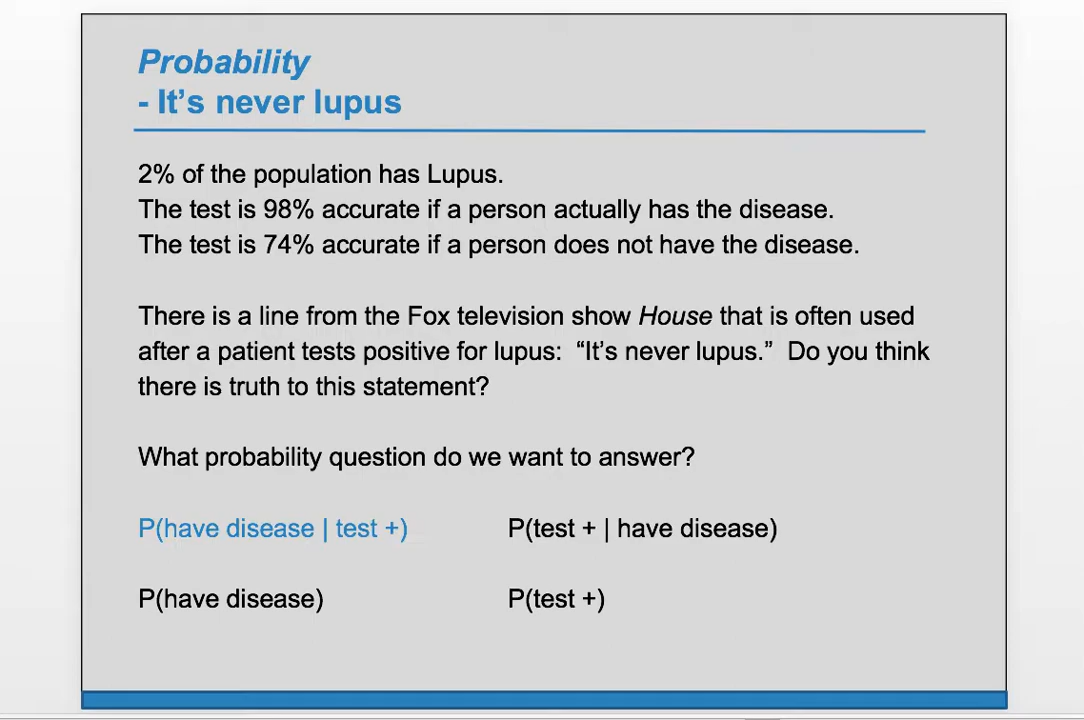 Probability
- It’s never lupus
2% of the population has Lupus.
The test is 98% accurate if a person actually has the disease.
The test is 74% accurate if a person does not have the disease.
There is a line from the Fox television show House that is often used
after a patient tests positive for lupus:  “It’s never lupus.”  Do you think
there is truth to this statement?
What probability question do we want to answer?
P(have disease | test +) P(test + | have disease)
P(have disease) P(test +)